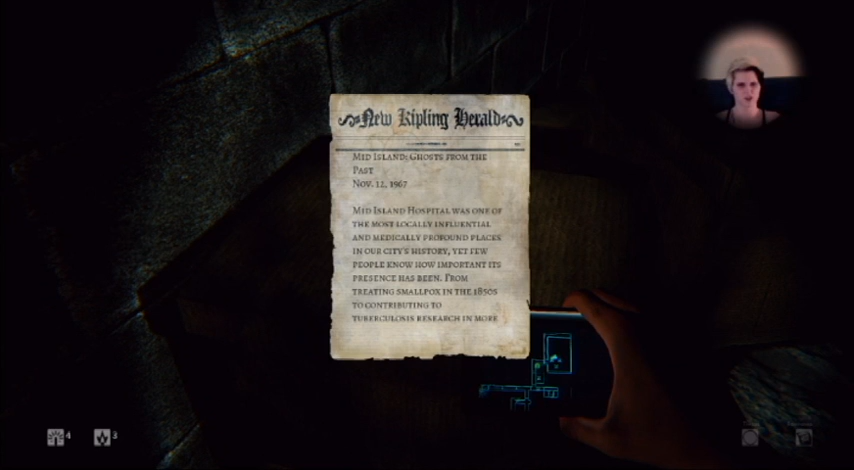 New Kipling Herald
Mid Island: Ghosts from the
Past
Nov. 12, 1967
Mid Island Hospital was one of
the most locally influential
and medically profound places
in our city's history, yet few
people know how important its
presence has been. From
treating smallpox in the 1850s
to contributing to
tuberculosis research in more
4
3